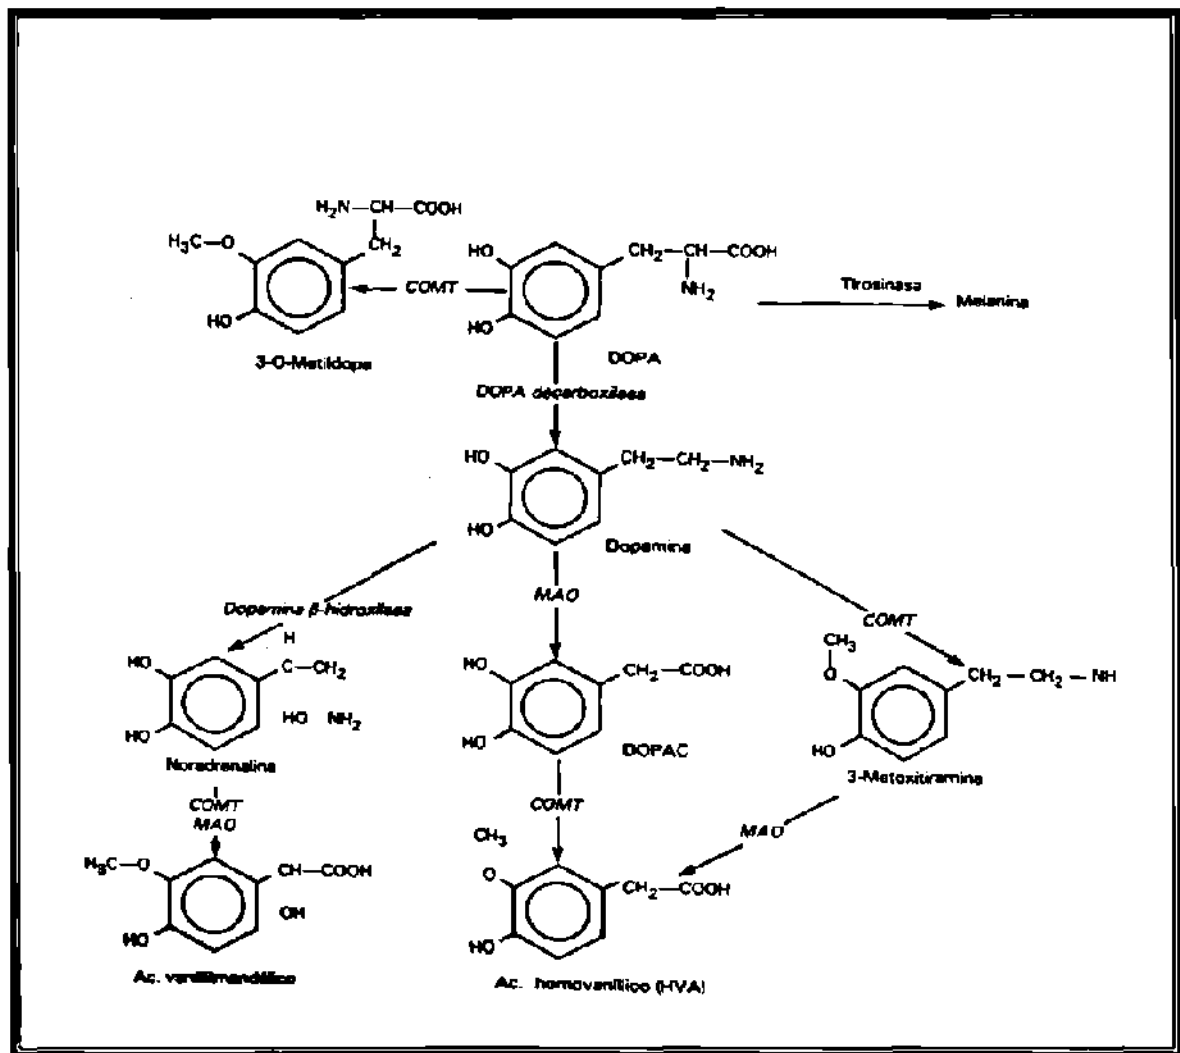 H₂N—CH—COOH
H₃C—O
CH₂
HO
3-O-Metildopa
COMT
HO
CH₂—CH—COOH
NH₂
HO
DOPA
Tirosinasa
Melanina
DOPA decarboxilasa
HO
CH₂—CH₂—NH₂
HO
Dopamina
Dopamina β-hidroxilasa
MAO
COMT
H
HO
C—CH₂
HO NH₂
HO
Noradrenalina
HO
CH₂—COOH
HO
DOPAC
CH₃
O
CH₂—CH₂—NH
HO
3-Metoxitiramina
COMT
MAO
COMT
MAO
H₃C—O
CH—COOH
OH
HO
Ac. vanillilmandélico
CH₃
O
CH₂—COOH
HO
Ac. homovanílico (HVA)